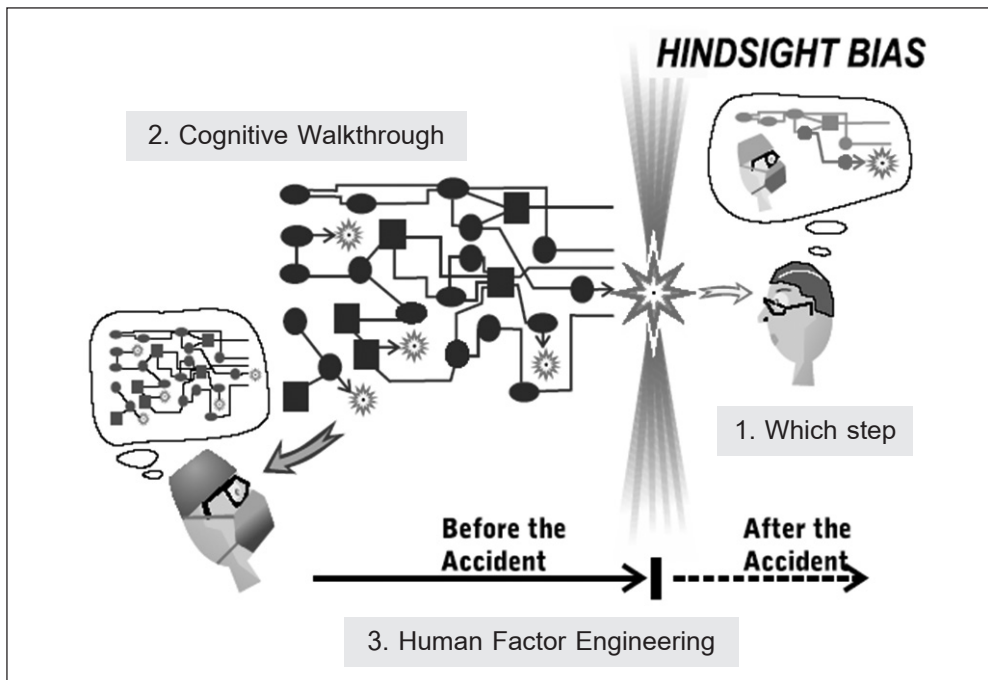 HINDSIGHT BIAS
2. Cognitive Walkthrough
1. Which step
Before the
Accident
After the
Accident
3. Human Factor Engineering